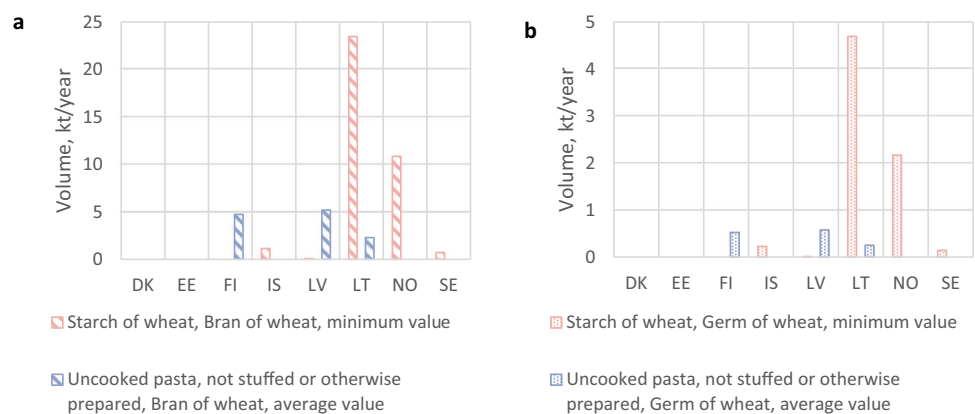 a
Volume, kt/year
25
20
15
10
5
0
DK EE FI IS LV LT NO SE
Starch of wheat, Bran of wheat, minimum value
Uncooked pasta, not stuffed or otherwise
prepared, Bran of wheat, average value
b
Volume, kt/year
5
4
3
2
1
0
DK EE FI IS LV LT NO SE
Starch of wheat, Germ of wheat, minimum value
Uncooked pasta, not stuffed or otherwise
prepared, Germ of wheat, average value